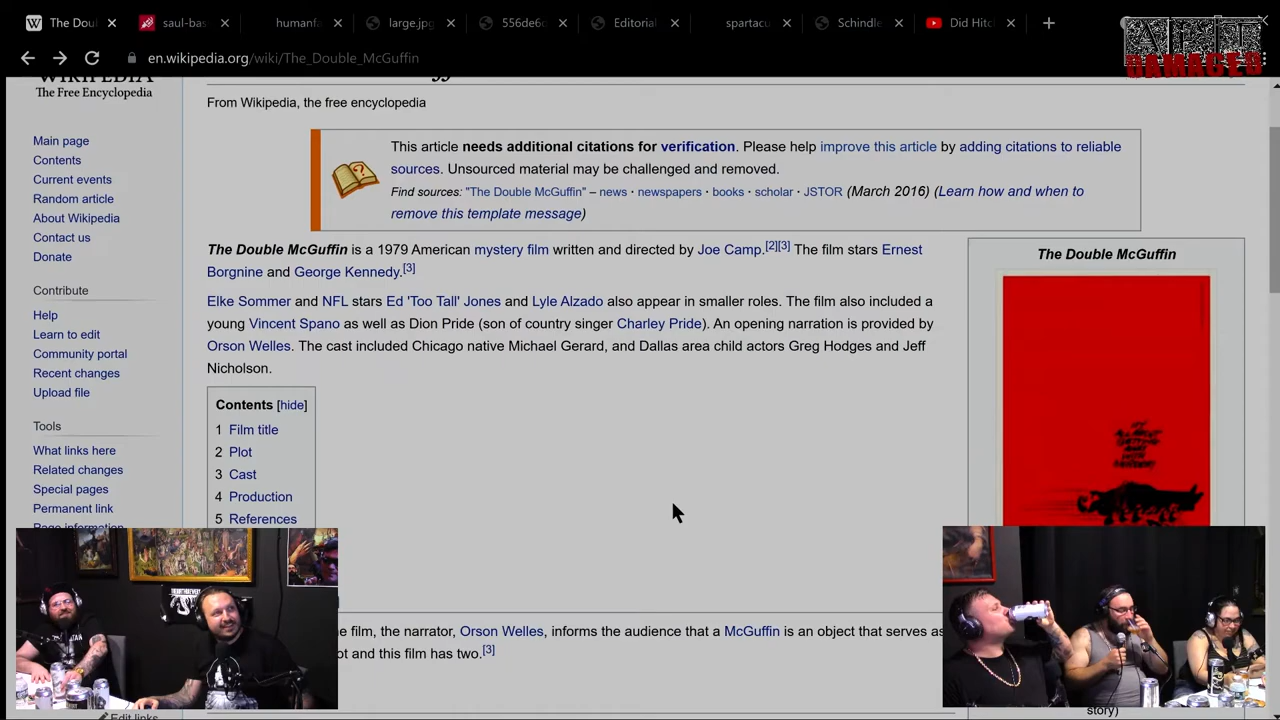 The Dou
saul-bas
humanfa
large.jpg
556de6c
Editorial
spartacu
Schindle
Did Hitc
en.wikipedia.org/wiki/The_Double_McGuffin
DAMAGED
WIKIPEDIA
The Free Encyclopedia
From Wikipedia, the free encyclopedia
Main page
Contents
Current events
Random article
About Wikipedia
Contact us
Donate
Contribute
Help
Learn to edit
Community portal
Recent changes
Upload file
Tools
What links here
Related changes
Special pages
Permanent link
Page information
Edit links
This article needs additional citations for verification. Please help improve this article by adding citations to reliable
sources. Unsourced material may be challenged and removed.
Find sources: "The Double McGuffin" – news · newspapers · books · scholar · JSTOR (March 2016) (Learn how and when to
remove this template message)
The Double McGuffin is a 1979 American mystery film written and directed by Joe Camp.[2][3] The film stars Ernest
Borgnine and George Kennedy.[3]
Elke Sommer and NFL stars Ed 'Too Tall' Jones and Lyle Alzado also appear in smaller roles. The film also included a
young Vincent Spano as well as Dion Pride (son of country singer Charley Pride). An opening narration is provided by
Orson Welles. The cast included Chicago native Michael Gerard, and Dallas area child actors Greg Hodges and Jeff
Nicholson.
Contents [hide]
1 Film title
2 Plot
3 Cast
4 Production
5 References
The Double McGuffin
he film, the narrator, Orson Welles, informs the audience that a McGuffin is an object that serves as
ot and this film has two.[3]
story)